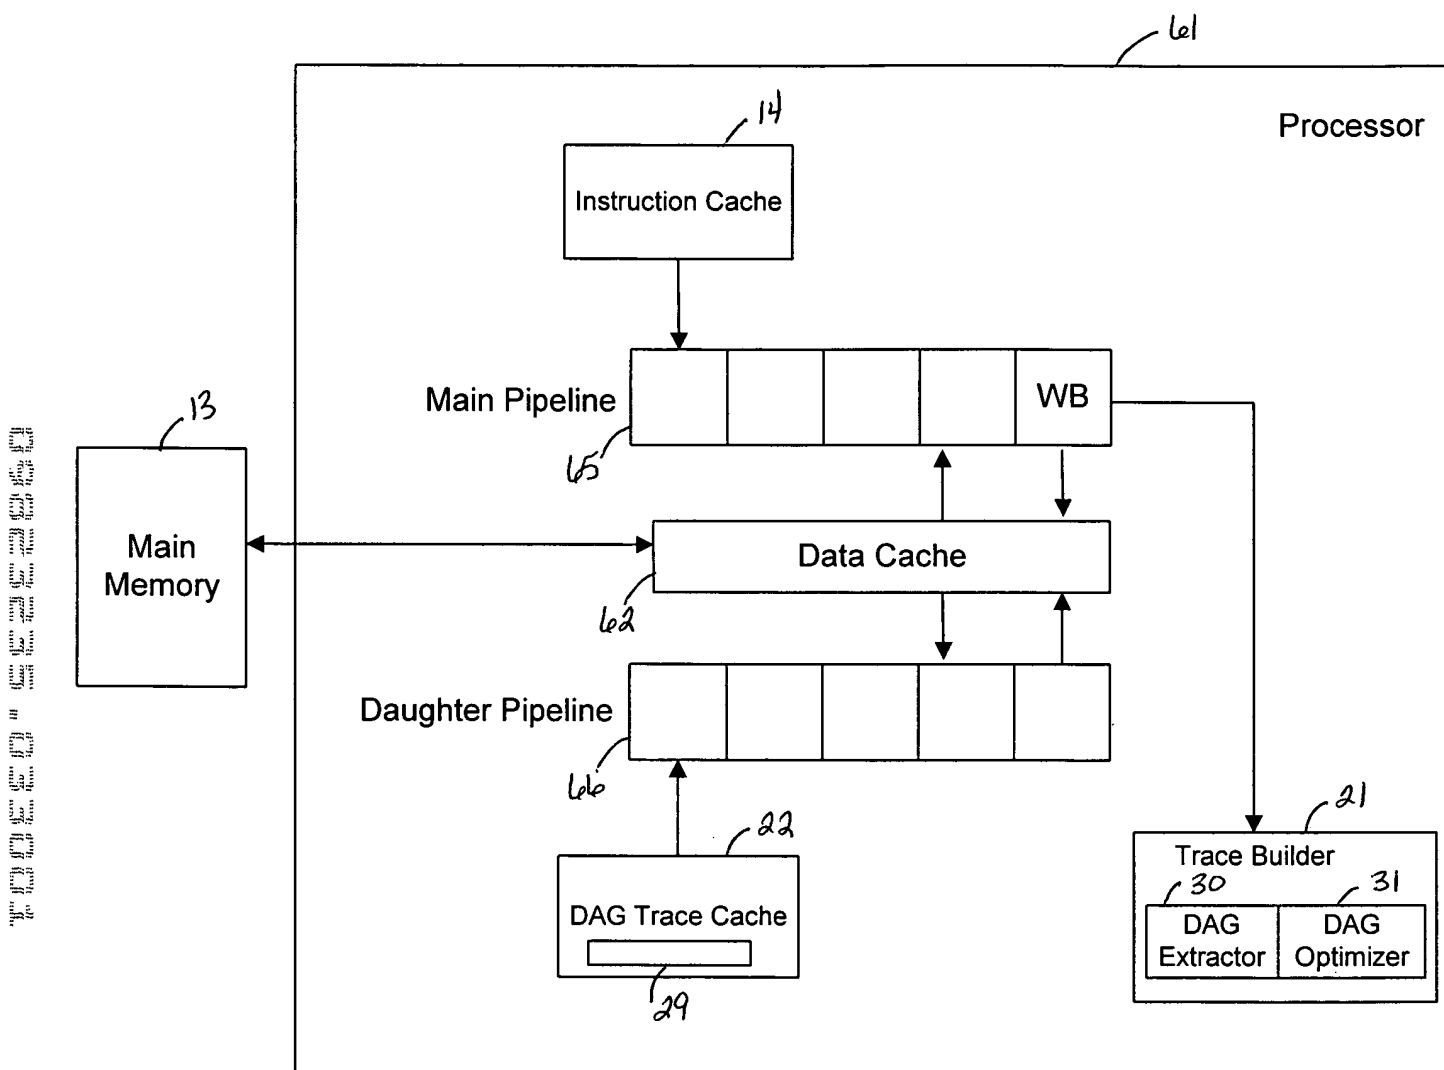 61
Processor
14
Instruction Cache
Main Pipeline
WB
65
13
Main
Memory
Data Cache
62
Daughter Pipeline
66
22
DAG Trace Cache
29
21
Trace Builder
30
31
DAG
Extractor
DAG
Optimizer